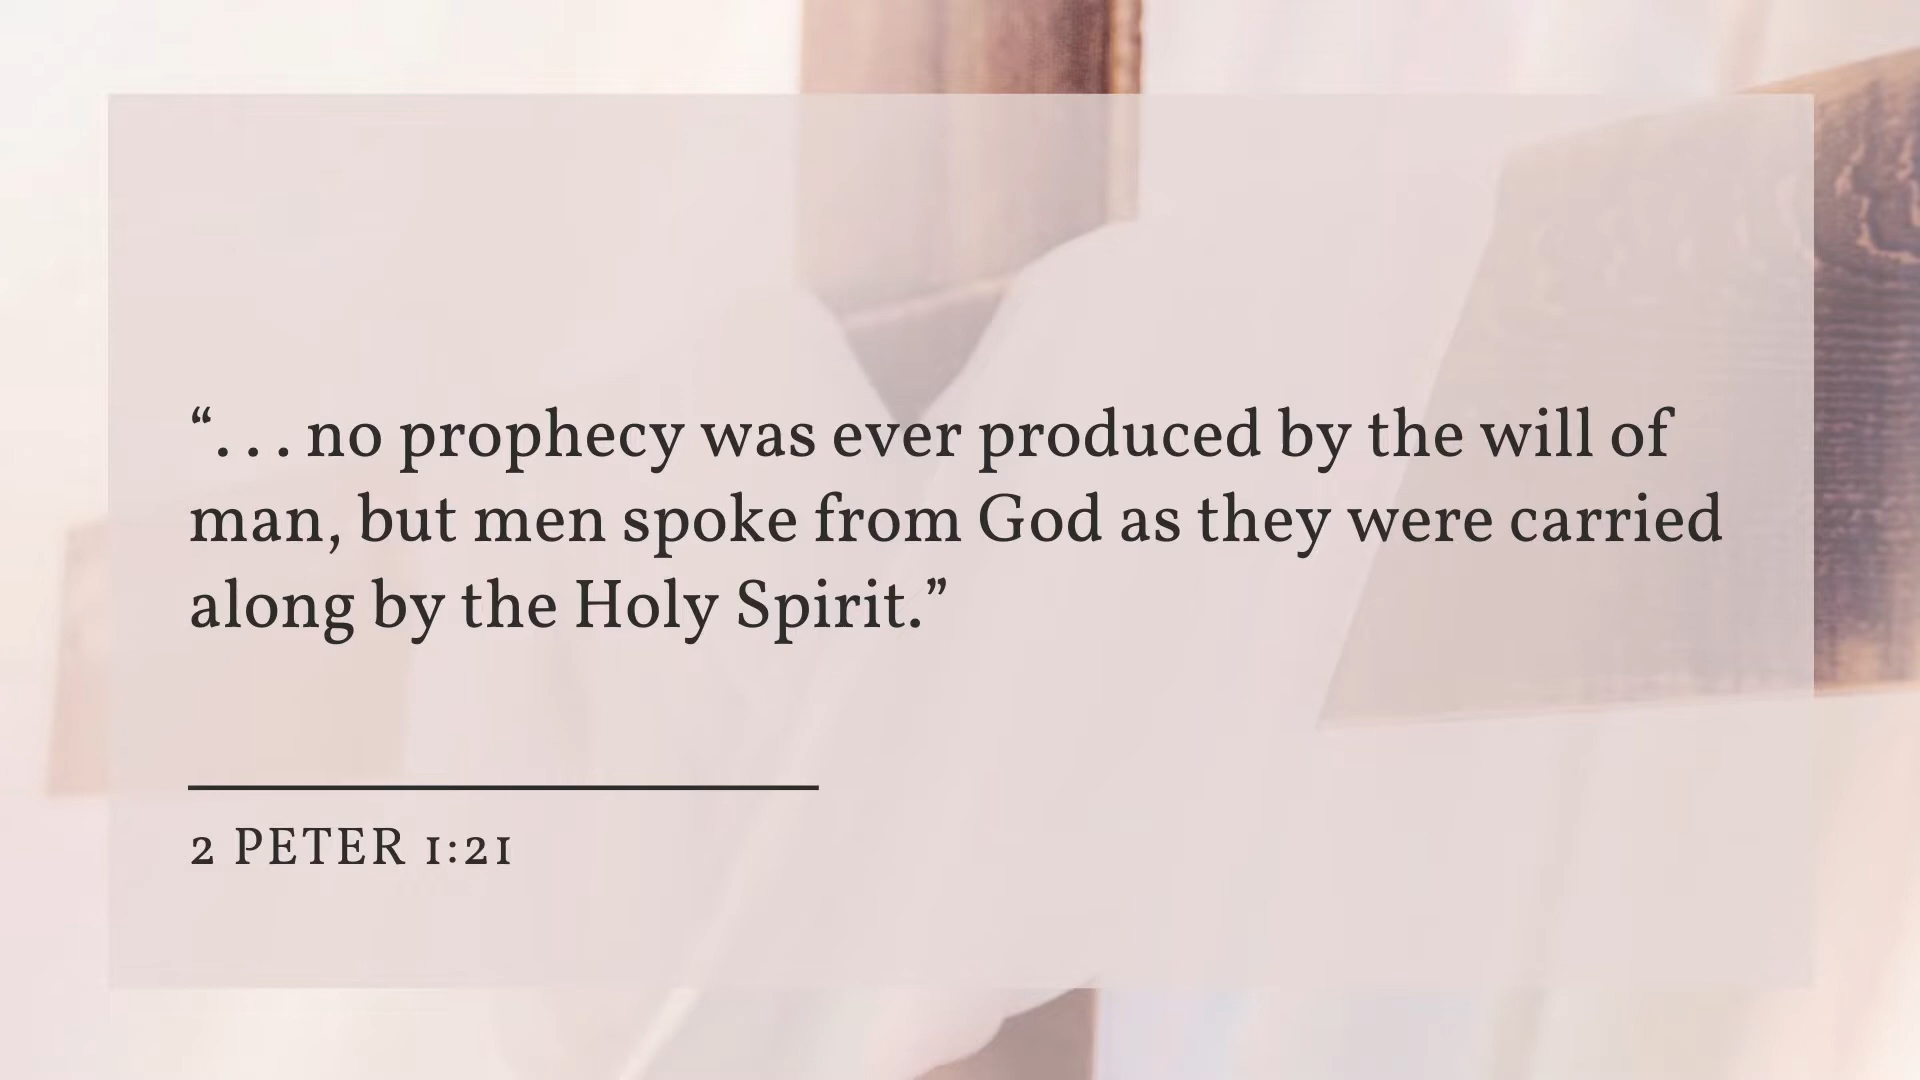 “. . . no prophecy was ever produced by the will of
man, but men spoke from God as they were carried
along by the Holy Spirit.”
2 PETER 1:21